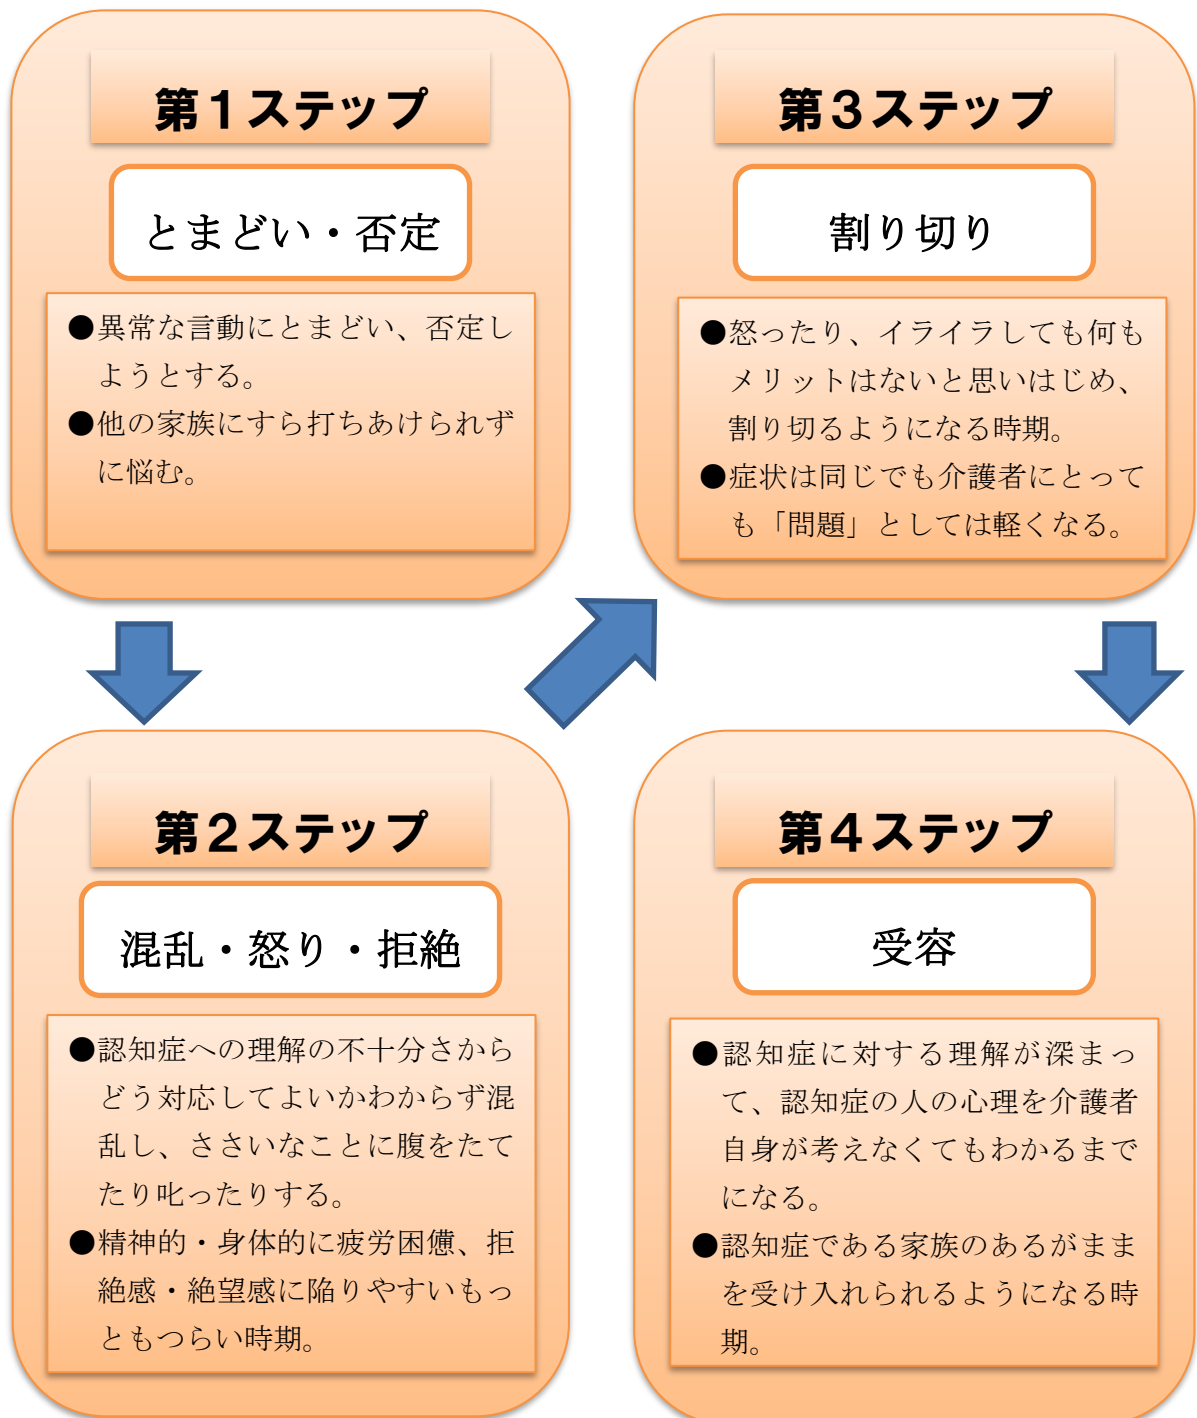 第１ステップ
とまどい・否定
●異常な言動にとまどい、否定し
ようとする。
●他の家族にすら打ちあけられず
に悩む。
第２ステップ
混乱・怒り・拒絶
●認知症への理解の不十分さから
どう対応してよいかわからず混
乱し、ささいなことに腹をたて
たり叱ったりする。
●精神的・身体的に疲労困憊、拒
絶感・絶望感に陥りやすいもっ
ともつらい時期。
第３ステップ
割り切り
●怒ったり、イライラしても何も
メリットはないと思いはじめ、
割り切るようになる時期。
●症状は同じでも介護者にとって
も「問題」としては軽くなる。
第４ステップ
受容
●認知症に対する理解が深まっ
て、認知症の人の心理を介護者
自身が考えなくてもわかるまで
になる。
●認知症である家族のあるがまま
を受け入れられるようになる時
期。